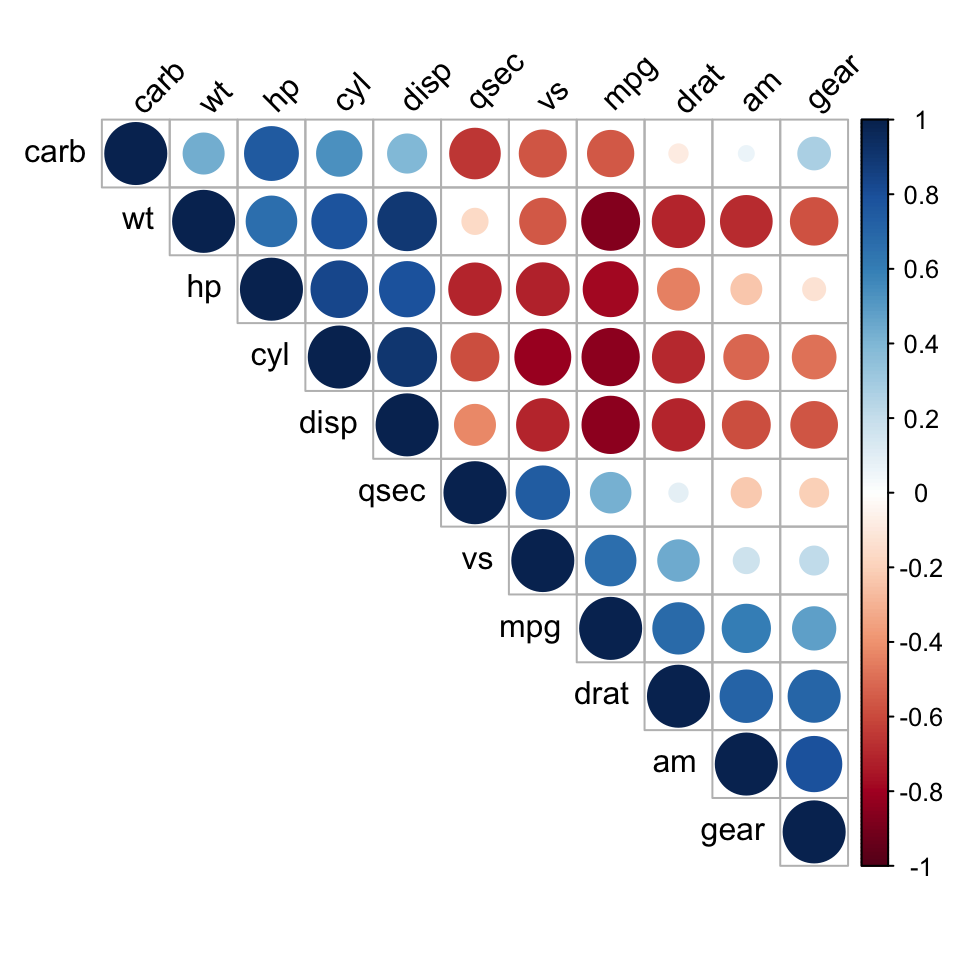 carb wt hp cyl disp qsec vs mpg drat am gear
carb
wt
hp
cyl
disp
qsec
vs
mpg
drat
am
gear
1
0.8
0.6
0.4
0.2
0
-0.2
-0.4
-0.6
-0.8
-1